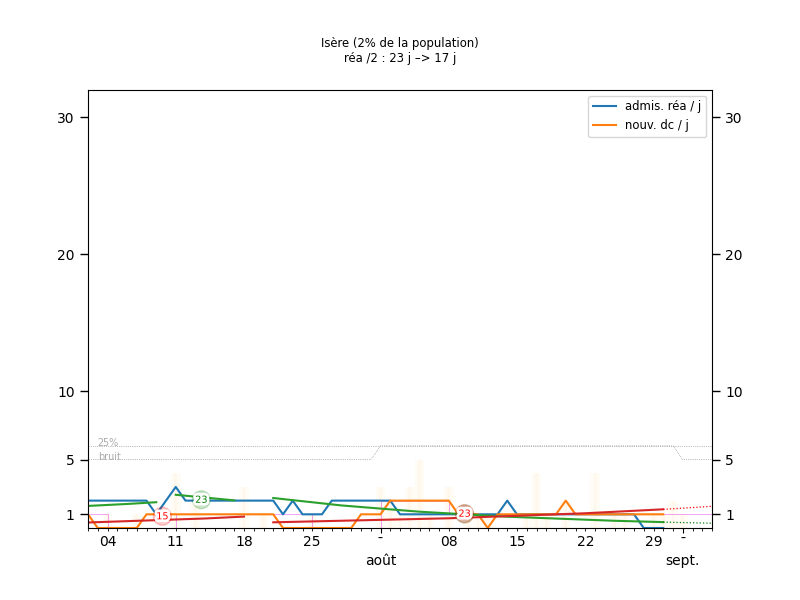 Isère (2% de la population)
réa /2 : 23 j –> 17 j
admis. réa / j
nouv. dc / j
30 30
20 20
10 10
25%
bruit
5 5
23
15
23
1 1
04 11 18 25 - 08 15 22 29 -
août sept.